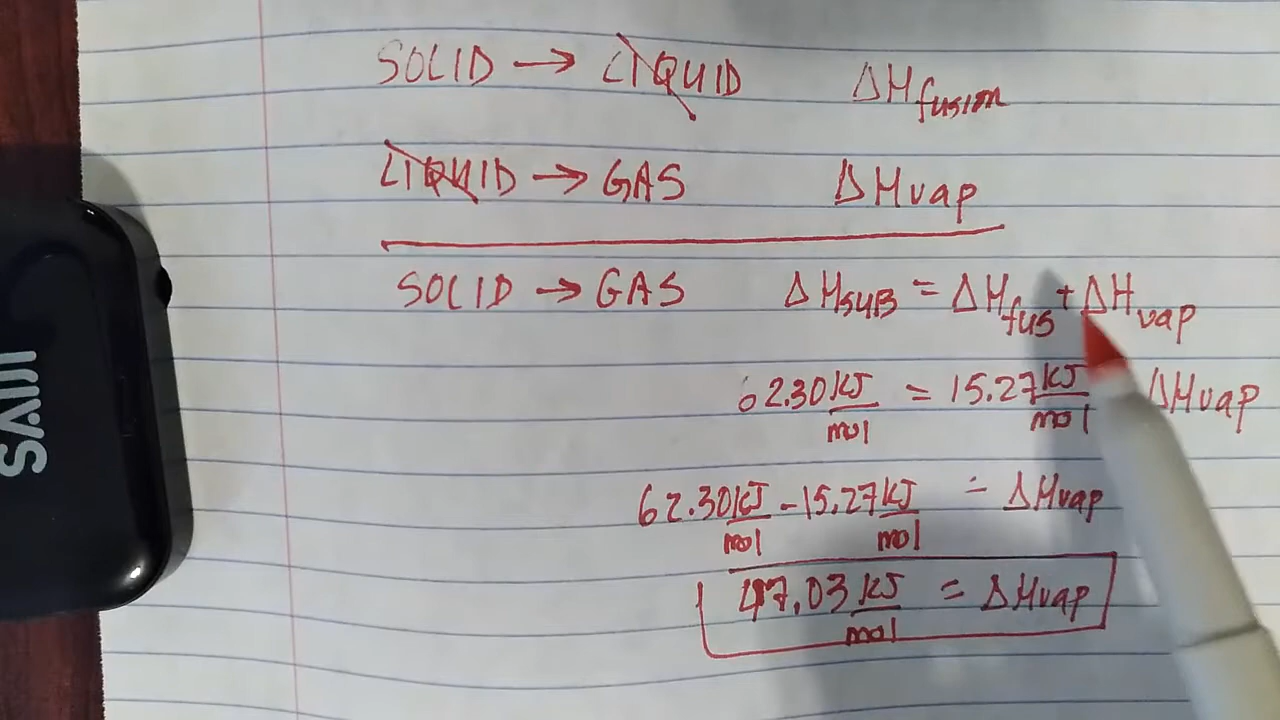 SOLID → LIQUID ΔHfusion
LIQUID → GAS ΔHvap
SOLID → GAS ΔHSUB = ΔHfus + ΔHvap
62.30 KJ/mol = 15.27 KJ/mol ΔHvap
62.30 KJ/mol - 15.27 KJ/mol = ΔHvap
47.03 KJ/mol = ΔHvap